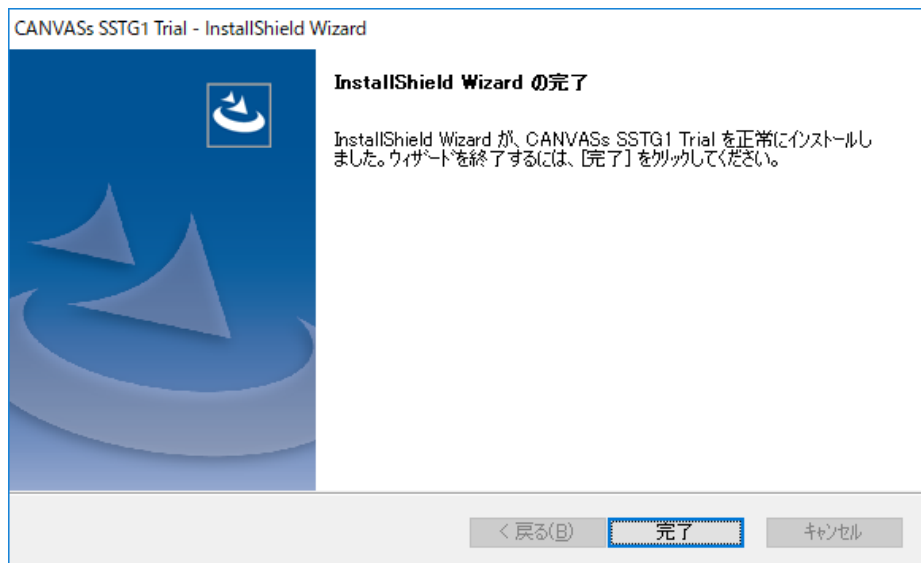 CANVASs SSTG1 Trial - InstallShield Wizard
InstallShield Wizard の完了
InstallShield Wizard が、CANVASs SSTG1 Trial を正常にインストールし
ました。ウィザードを終了するには、[完了] をクリックしてください。
< 戻る(B)
完了
キャンセル